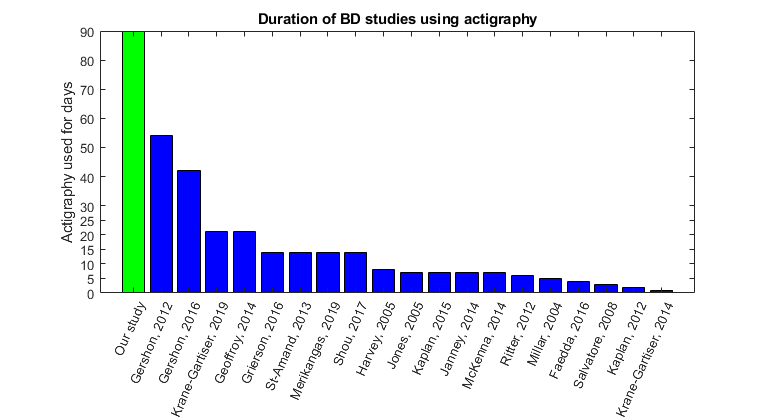 Duration of BD studies using actigraphy
Actigraphy used for days
90
80
70
60
50
40
30
25
20
15
10
5
0
Our study
Gershon, 2012
Gershon, 2016
Krane-Gartiser, 2019
Geoffroy, 2014
Grierson, 2016
St-Amand, 2013
Merikangas, 2019
Shou, 2017
Harvey, 2005
Jones, 2005
Kaplan, 2015
Janney, 2014
McKenna, 2014
Ritter, 2012
Millar, 2004
Faedda, 2016
Salvatore, 2008
Kaplan, 2012
Krane-Gartiser, 2014